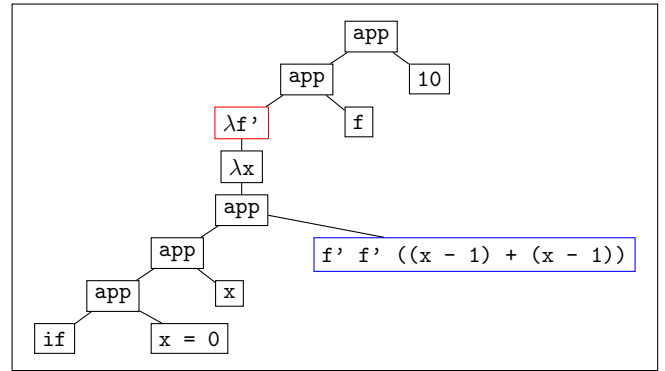 app
app
10
λf'
f
λx
app
app
f' f' ((x - 1) + (x - 1))
app
x
if
x = 0